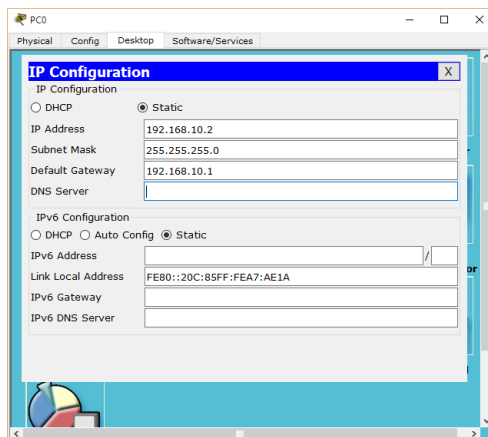 PC0
Physical Config Desktop Software/Services
IP Configuration X
IP Configuration
DHCP Static
IP Address 192.168.10.2
Subnet Mask 255.255.255.0
Default Gateway 192.168.10.1
DNS Server
IPv6 Configuration
DHCP Auto Config Static
IPv6 Address /
Link Local Address FE80::20C:85FF:FEA7:AE1A
IPv6 Gateway
IPv6 DNS Server
or